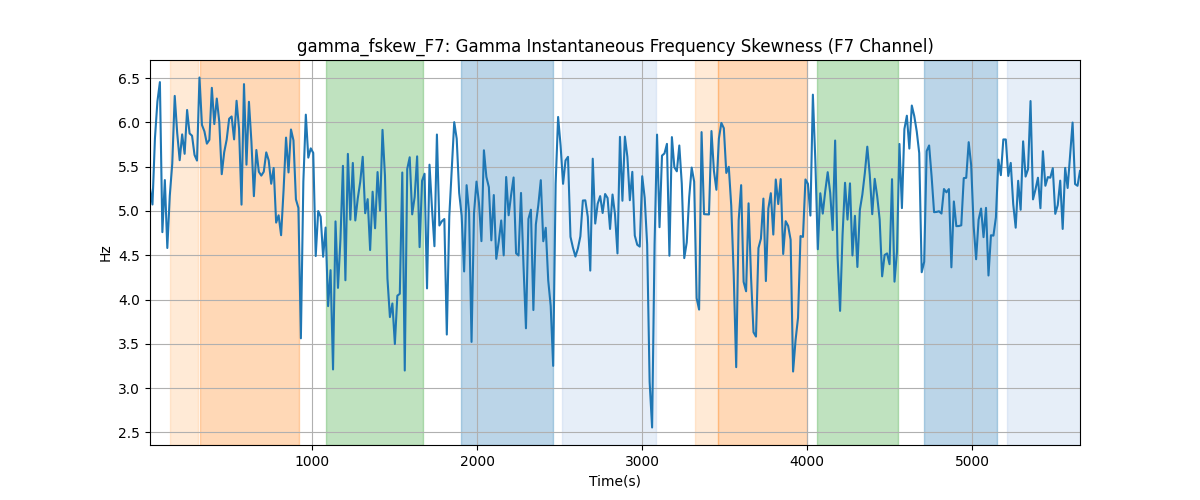 gamma_fskew_F7: Gamma Instantaneous Frequency Skewness (F7 Channel)
6.5
6.0
5.5
5.0
4.5
4.0
3.5
3.0
2.5
Hz
1000 2000 3000 4000 5000
Time(s)